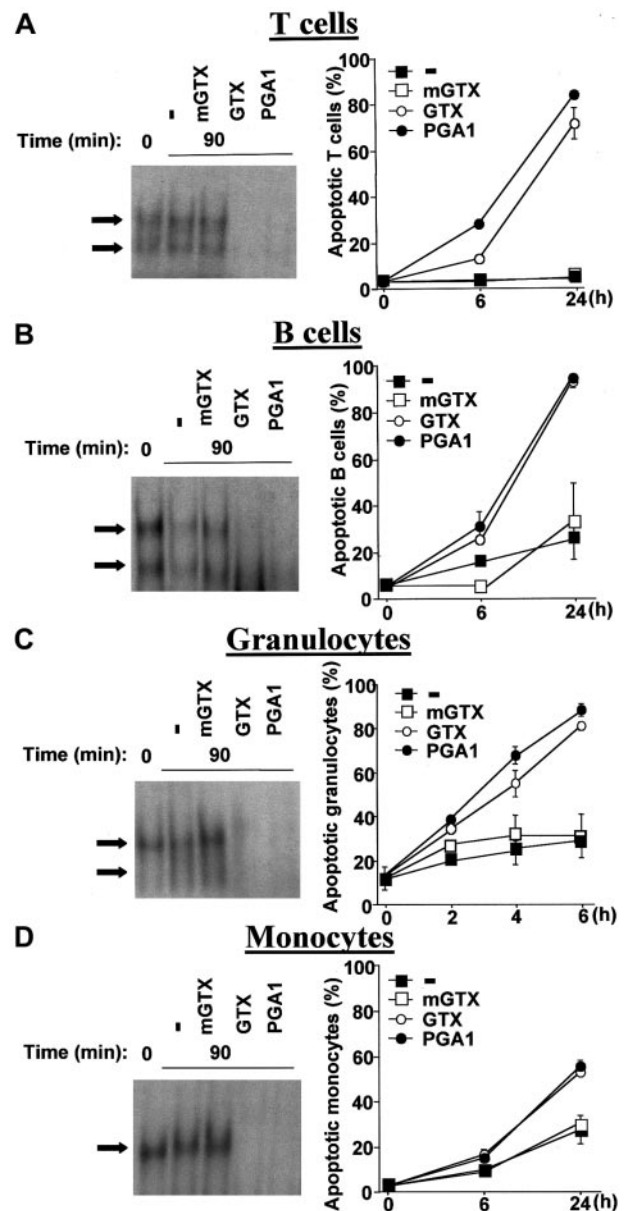 A T cells
- mGTX GTX PGA1
Time (min): 0 90
Apoptotic T cells (%)
100
80
60
40
20
0
-
mGTX
GTX
PGA1
0 6 24 (h)
B B cells
- mGTX GTX PGA1
Time (min): 0 90
Apoptotic B cells (%)
100
80
60
40
20
0
-
mGTX
GTX
PGA1
0 6 24 (h)
C Granulocytes
- mGTX GTX PGA1
Time (min): 0 90
Apoptotic granulocytes (%)
100
80
60
40
20
0
-
mGTX
GTX
PGA1
0 2 4 6 (h)
D Monocytes
- mGTX GTX PGA1
Time (min): 0 90
Apoptotic monocytes (%)
100
80
60
40
20
0
-
mGTX
GTX
PGA1
0 6 24 (h)